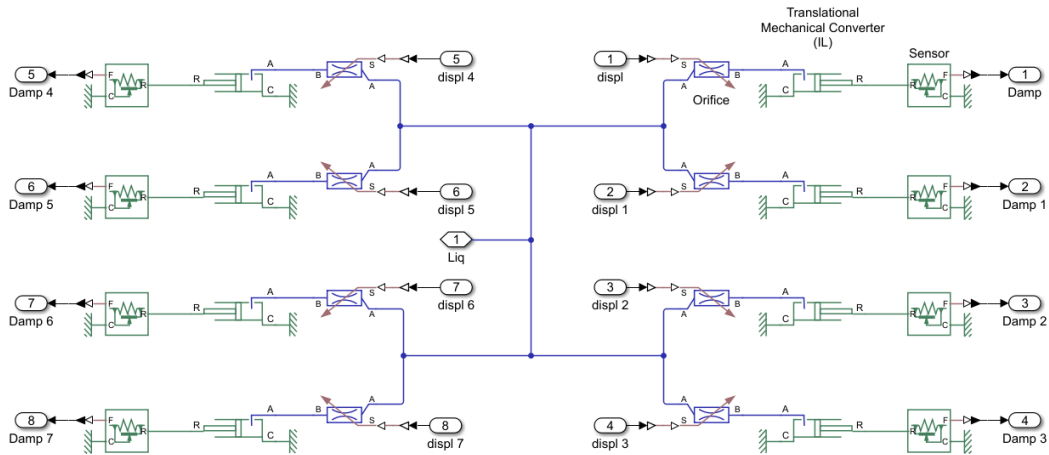 Translational
Mechanical Converter
(IL)
Sensor
5
Damp 4
F
C
R
R
A
C
B
S
A
5
displ 4
1
displ
S
A
B
Orifice
A
C
R
R
F
C
1
Damp
6
Damp 5
F
C
R
R
A
C
B
A
S
6
displ 5
2
displ 1
A
S
B
A
C
R
R
F
C
2
Damp 1
1
Liq
7
Damp 6
F
C
R
R
A
C
B
S
A
7
displ 6
3
displ 2
S
A
B
A
C
R
R
F
C
3
Damp 2
8
Damp 7
F
C
R
R
A
C
B
A
S
8
displ 7
4
displ 3
A
S
B
A
C
R
R
F
C
4
Damp 3